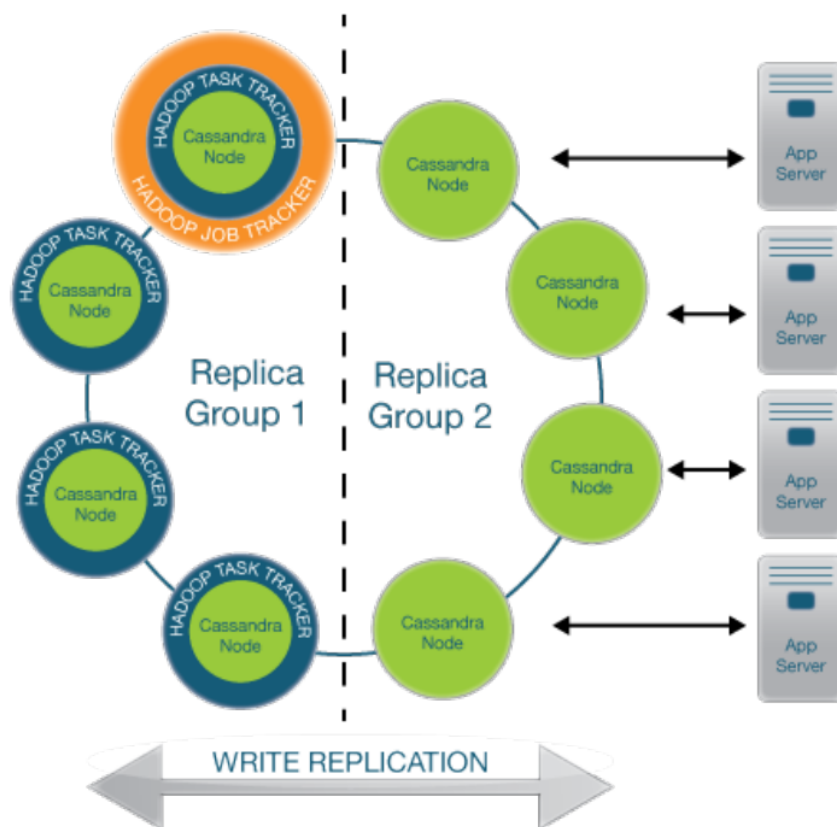 HADOOP TASK TRACKER
Cassandra
Node
HADOOP JOB TRACKER
Cassandra
Node
App
Server
HADOOP TASK TRACKER
Cassandra
Node
Cassandra
Node
App
Server
Replica
Group 1
Replica
Group 2
HADOOP TASK TRACKER
Cassandra
Node
Cassandra
Node
App
Server
HADOOP TASK TRACKER
Cassandra
Node
Cassandra
Node
App
Server
WRITE REPLICATION